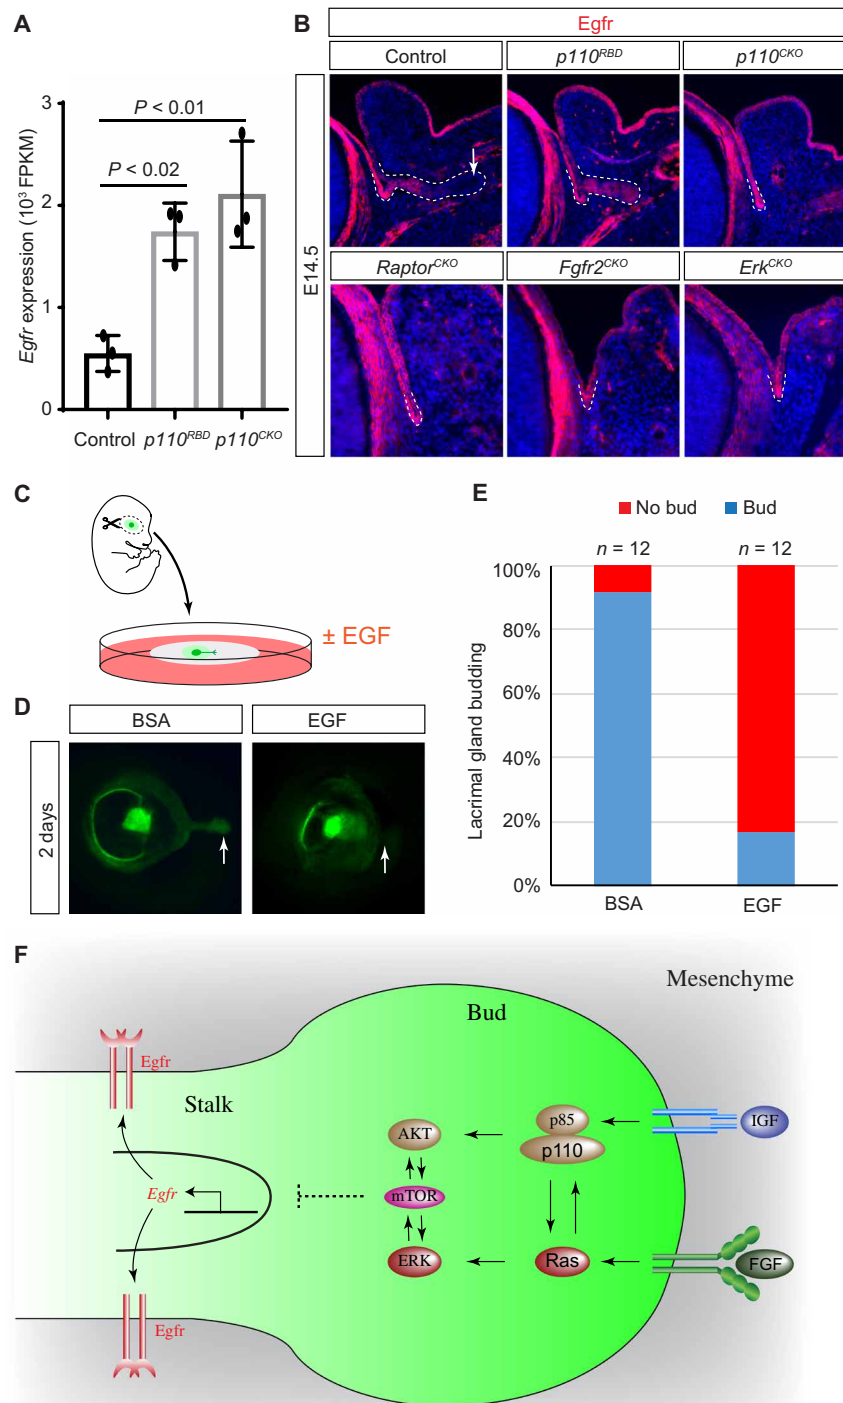 A
Egfr expression (10³ FPKM)
3
2
1
0
P < 0.01
P < 0.02
Control p110RBD p110CKO
B
Egfr
Control p110RBD p110CKO
E14.5
RaptorCKO Fgfr2CKO ErkCKO
C
± EGF
D
BSA EGF
2 days
E
No bud Bud
n = 12 n = 12
Lacrimal gland budding
100%
80%
60%
40%
20%
0%
BSA EGF
F
Mesenchyme
Bud
Egfr
Stalk
AKT
p85
p110
IGF
Egfr
mTOR
ERK
Ras
FGF
Egfr